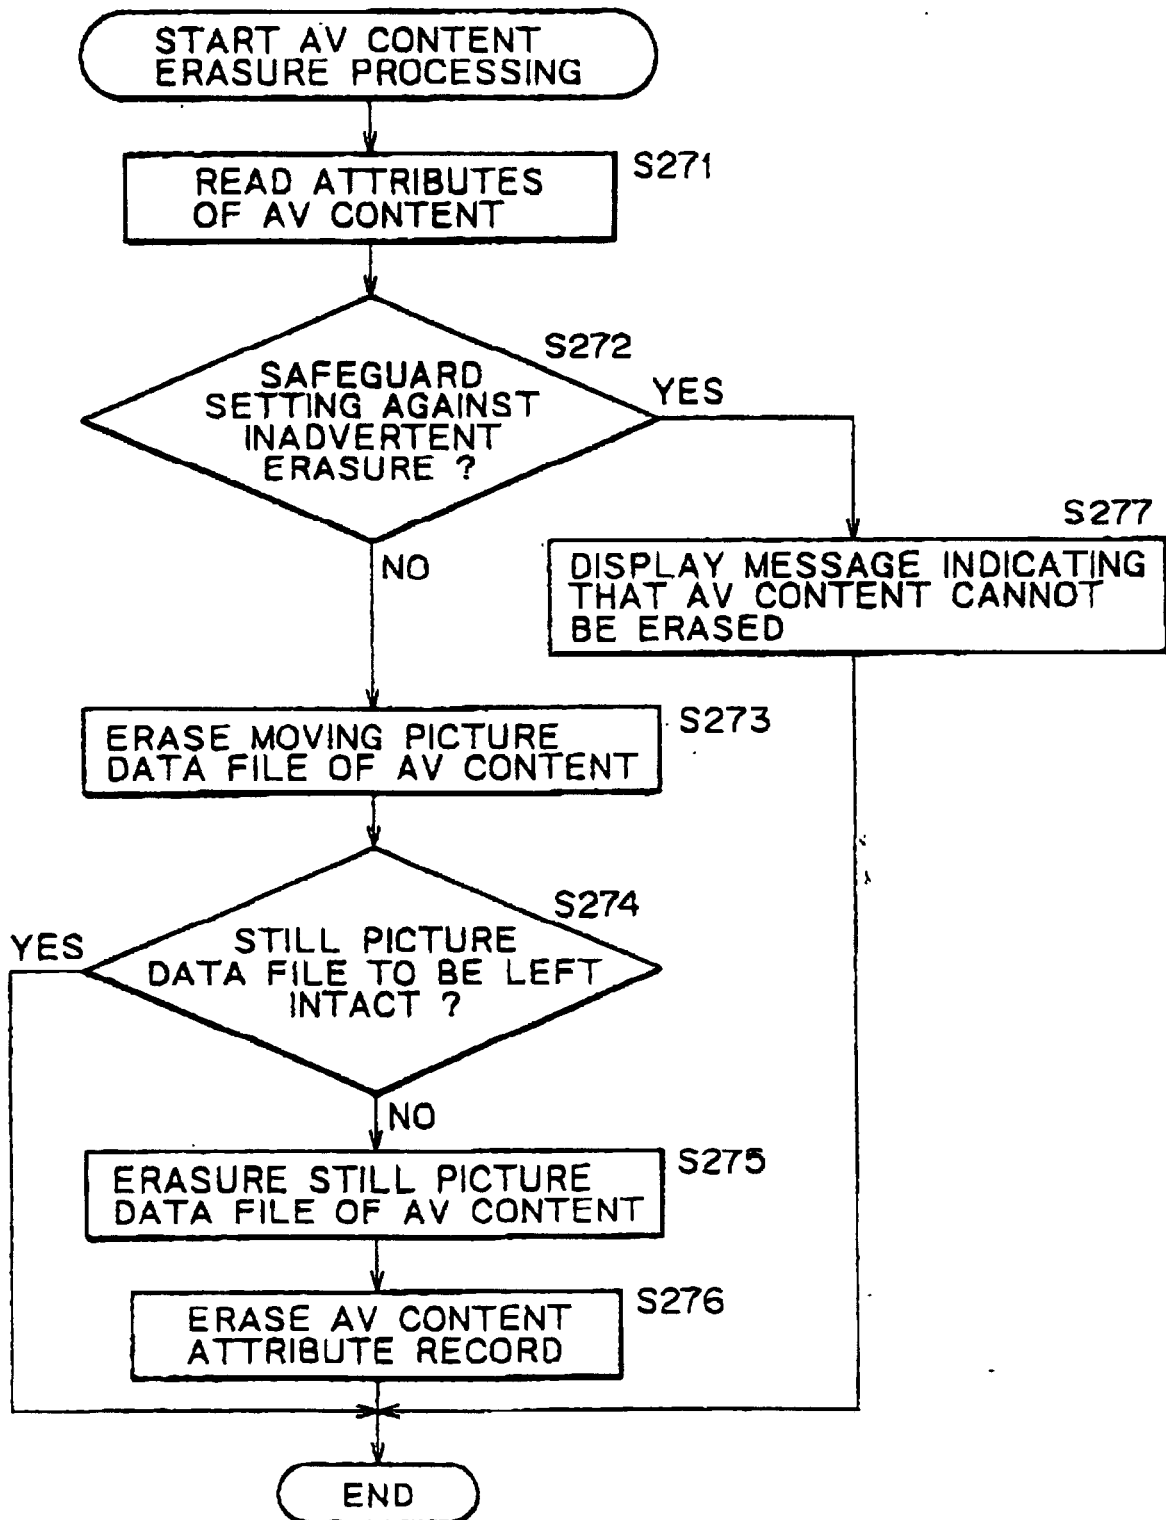 START AV CONTENT
ERASURE PROCESSING
S271
READ ATTRIBUTES
OF AV CONTENT
S272
SAFEGUARD
SETTING AGAINST
INADVERTENT
ERASURE ?
YES
NO
S277
DISPLAY MESSAGE INDICATING
THAT AV CONTENT CANNOT
BE ERASED
S273
ERASE MOVING PICTURE
DATA FILE OF AV CONTENT
S274
YES
STILL PICTURE
DATA FILE TO BE LEFT
INTACT ?
NO
S275
ERASURE STILL PICTURE
DATA FILE OF AV CONTENT
S276
ERASE AV CONTENT
ATTRIBUTE RECORD
END